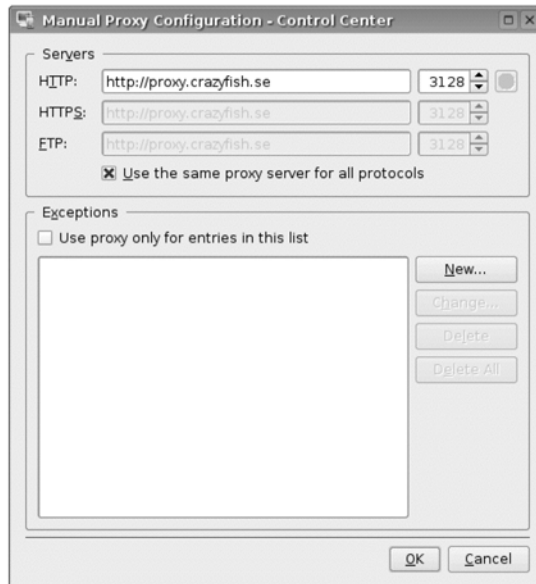 Manual Proxy Configuration - Control Center
Servers
HTTP: http://proxy.crazyfish.se 3128
HTTPS: http://proxy.crazyfish.se 3128
FTP: http://proxy.crazyfish.se 3128
Use the same proxy server for all protocols
Exceptions
Use proxy only for entries in this list
New...
Change...
Delete
Delete All
OK Cancel